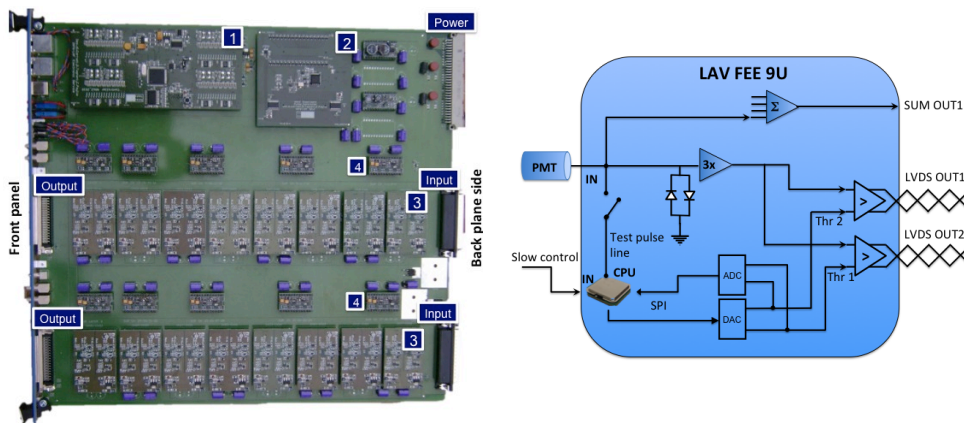 Power
1
2
4
Output
Input
3
Front panel
Back plane side
4
Output
Input
3
LAV FEE 9U
Σ
SUM OUT1
PMT
IN
3x
LVDS OUT1
>
Thr 2
Test pulse
line
LVDS OUT2
>
Thr 1
Slow control
IN
CPU
SPI
ADC
DAC